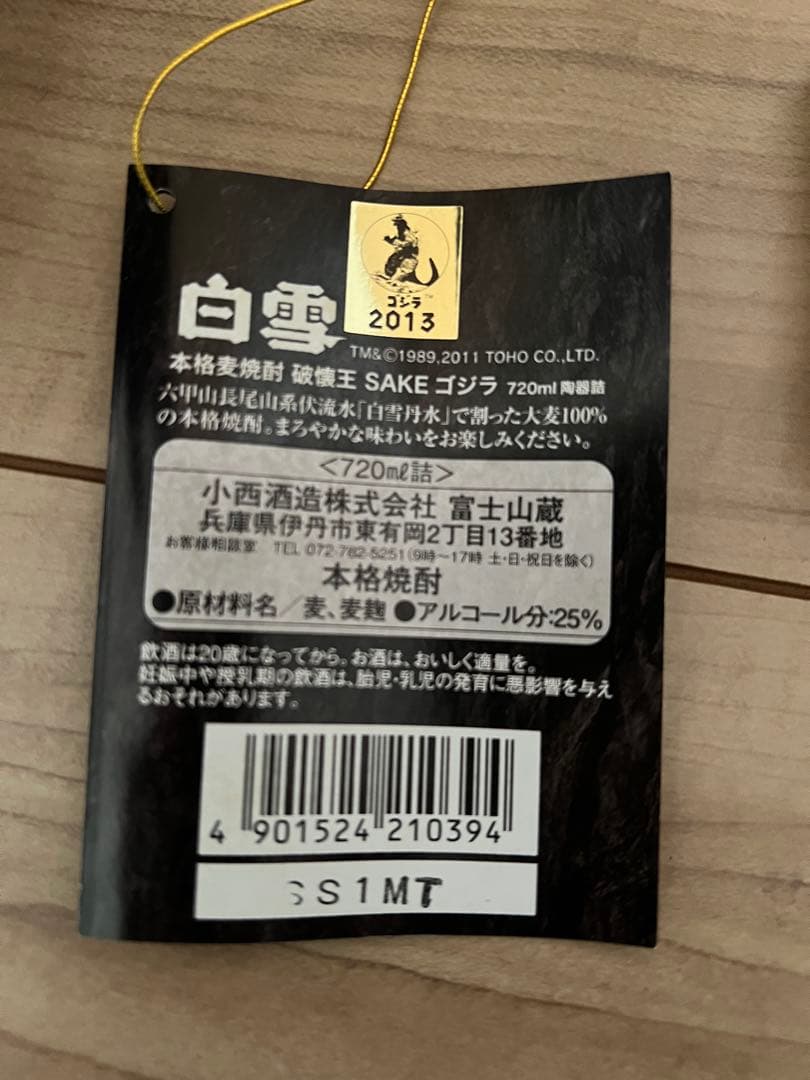 ゴジラ
2013
白雪
TM&©1989,2011 TOHO CO.,LTD.
本格麦焼酎 破壊王 SAKE ゴジラ 720ml 陶器詰
六甲山長尾山系伏流水「白雪丹水」で割った大麦100%
の本格焼酎。まろやかな味わいをお楽しみください。
<720mℓ詰>
小西酒造株式会社 富士山蔵
兵庫県伊丹市東有岡2丁目13番地
お客様相談室 TEL 072-782-5251(9時~17時 土・日・祝日を除く)
本格焼酎
●原材料名/麦、麦麹 ●アルコール分:25%
飲酒は20歳になってから。お酒は、おいしく適量を。
妊娠中や授乳期の飲酒は、胎児・乳児の発育に悪影響を与え
るおそれがあります。
4 901524 210394
SS1MT